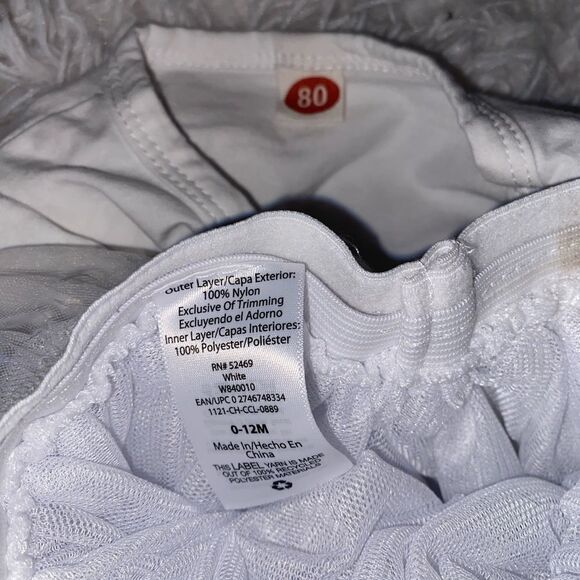 80
Outer Layer/Capa Exterior:
100% Nylon
Exclusive Of Trimming
Excluyendo el Adorno
Inner Layer/Capas Interiores:
100% Polyester/Poliéster
RN# 52469
White
W840010
EAN/UPC 0 2746748334
1121-CH-CCL-0889
0-12M
Made In/Hecho En
China
THIS LABEL YARN IS MADE
OUT OF 100% RECYCLED
POLYESTER MATERIALS